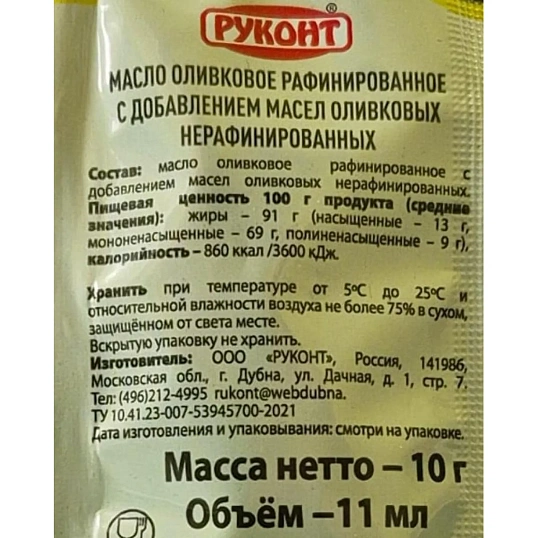 РУКОНТ®
МАСЛО ОЛИВКОВОЕ РАФИНИРОВАННОЕ
С ДОБАВЛЕНИЕМ МАСЕЛ ОЛИВКОВЫХ
НЕРАФИНИРОВАННЫХ
Состав: масло оливковое рафинированное с
добавлением масел оливковых нерафинированных.
Пищевая ценность 100 г продукта (средние
значения): жиры – 91 г (насыщенные – 13 г,
мононенасыщенные – 69 г, полиненасыщенные – 9 г),
калорийность – 860 ккал /3600 кДж.
Хранить при температуре от 5°С до 25°С и
относительной влажности воздуха не более 75% в сухом,
защищённом от света месте.
Вскрытую упаковку не хранить.
Изготовитель: ООО «РУКОНТ», Россия, 141986,
Московская обл., г. Дубна, ул. Дачная, д. 1, стр. 7.
Тел: (496)212-4995 rukont@webdubna.
ТУ 10.41.23-007-53945700-2021
Дата изготовления и упаковывания: смотри на упаковке.
Масса нетто – 10 г
Объём –11 мл